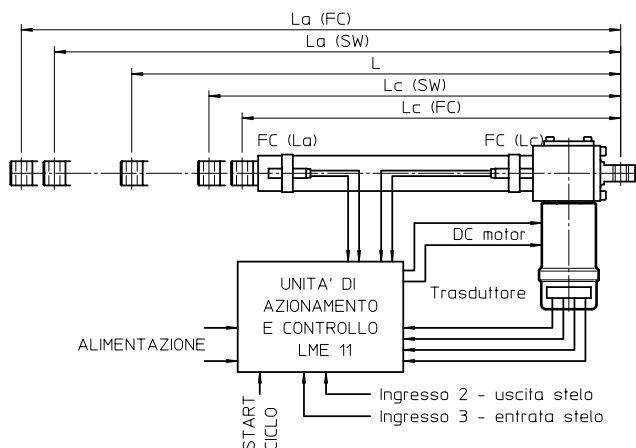 La (FC)
La (SW)
L
Lc (SW)
Lc (FC)
FC (La)
FC (Lc)
DC motor
UNITA' DI
AZIONAMENTO
E CONTROLLO
LME 11
Trasduttore
ALIMENTAZIONE
START
CICLO
Ingresso 2 - uscita stelo
Ingresso 3 - entrata stelo